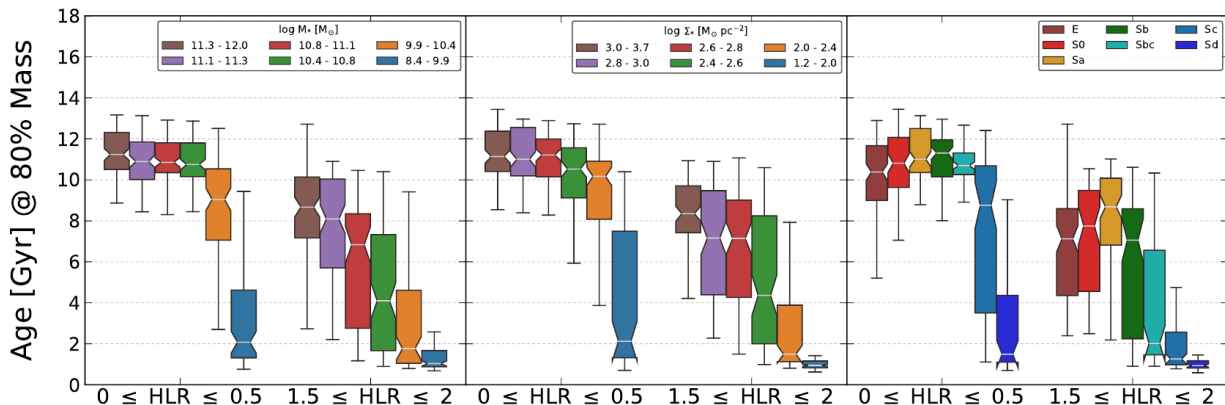 Age [Gyr] @ 80% Mass
18
16
14
12
10
8
6
4
2
0
log M⋆ [M⊙]
11.3 - 12.0 10.8 - 11.1 9.9 - 10.4
11.1 - 11.3 10.4 - 10.8 8.4 - 9.9
log Σ⋆ [M⊙ pc⁻²]
3.0 - 3.7 2.6 - 2.8 2.0 - 2.4
2.8 - 3.0 2.4 - 2.6 1.2 - 2.0
E Sb Sc
S0 Sbc Sd
Sa
0 ≤ HLR ≤ 0.5 1.5 ≤ HLR ≤ 2
0 ≤ HLR ≤ 0.5 1.5 ≤ HLR ≤ 2
0 ≤ HLR ≤ 0.5 1.5 ≤ HLR ≤ 2